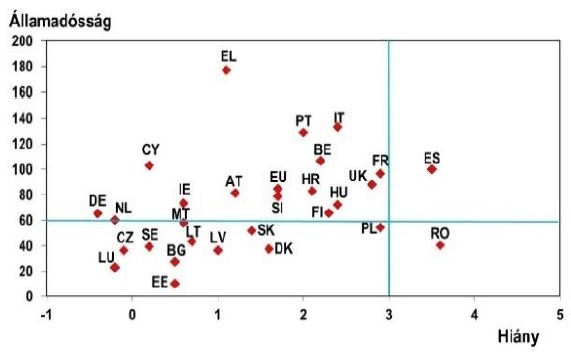 Államadósság
200
180
160
140
120
100
80
60
40
20
0
EL
PT
IT
CY
BE
FR
ES
EU
HR
UK
AT
HU
IE
SI
DE
NL
MT
FI
PL
RO
CZ
SE
LT
LV
SK
DK
BG
LU
EE
-1 0 1 2 3 4 5
Hiány